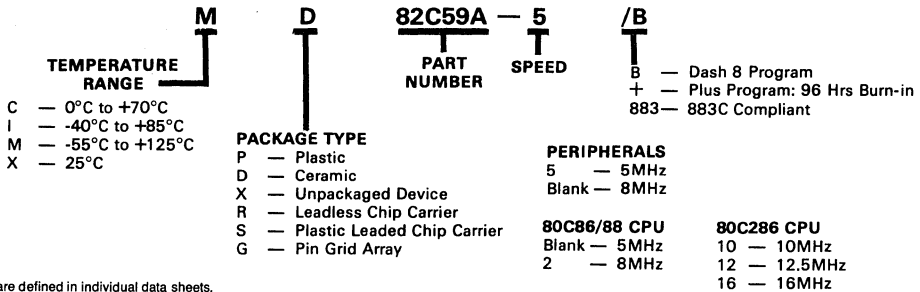 M D 82C59A — 5 /B
TEMPERATURE RANGE
C — 0°C to +70°C
I — -40°C to +85°C
M — -55°C to +125°C
X — 25°C
PACKAGE TYPE
P — Plastic
D — Ceramic
X — Unpackaged Device
R — Leadless Chip Carrier
S — Plastic Leaded Chip Carrier
G — Pin Grid Array
PART NUMBER
SPEED
B — Dash 8 Program
+ — Plus Program: 96 Hrs Burn-in
883 — 883C Compliant
PERIPHERALS
5 — 5MHz
Blank — 8MHz
80C86/88 CPU
Blank — 5MHz
2 — 8MHz
80C286 CPU
10 — 10MHz
12 — 12.5MHz
16 — 16MHz
are defined in individual data sheets.